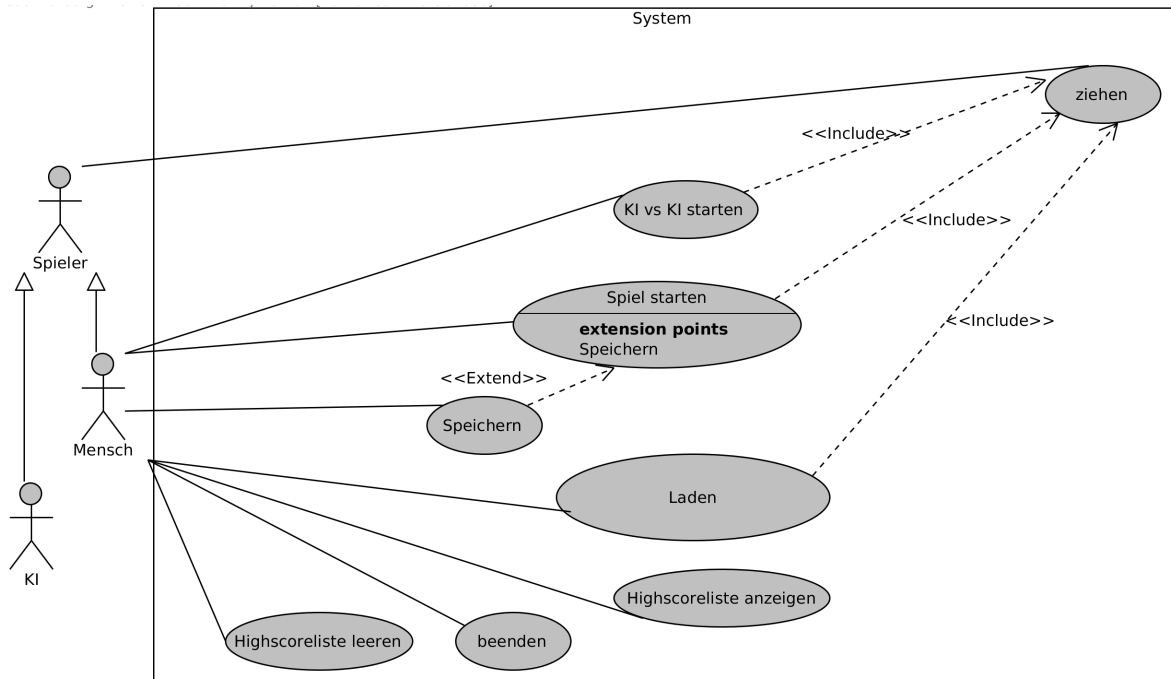 System
ziehen
<<Include>>
KI vs KI starten
<<Include>>
Spieler
Spiel starten
extension points
Speichern
<<Include>>
<<Extend>>
Speichern
Mensch
Laden
KI
Highscoreliste anzeigen
Highscoreliste leeren
beenden